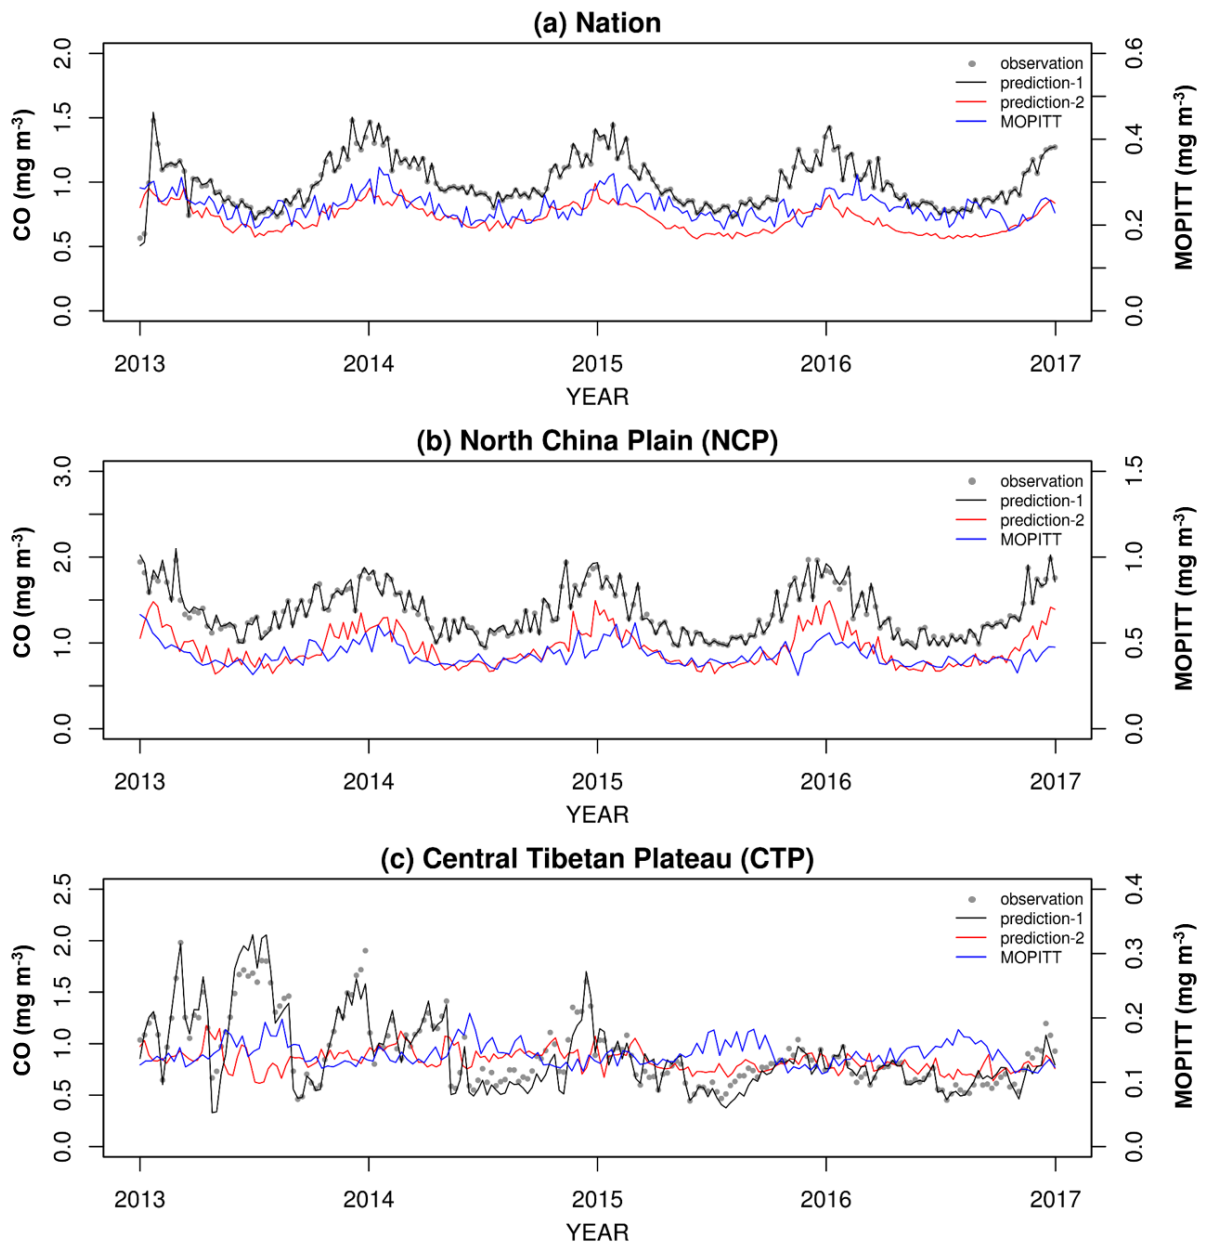 (a) Nation
CO (mg m-3)
2.0
1.5
1.0
0.5
0.0
observation
prediction-1
prediction-2
MOPITT
0.6
0.4
0.2
0.0
MOPITT (mg m-3)
2013 2014 2015 2016 2017
YEAR
(b) North China Plain (NCP)
CO (mg m-3)
3.0
2.0
1.0
0.0
observation
prediction-1
prediction-2
MOPITT
1.5
1.0
0.5
0.0
MOPITT (mg m-3)
2013 2014 2015 2016 2017
YEAR
(c) Central Tibetan Plateau (CTP)
CO (mg m-3)
2.5
2.0
1.5
1.0
0.5
0.0
observation
prediction-1
prediction-2
MOPITT
0.4
0.3
0.2
0.1
0.0
MOPITT (mg m-3)
2013 2014 2015 2016 2017
YEAR